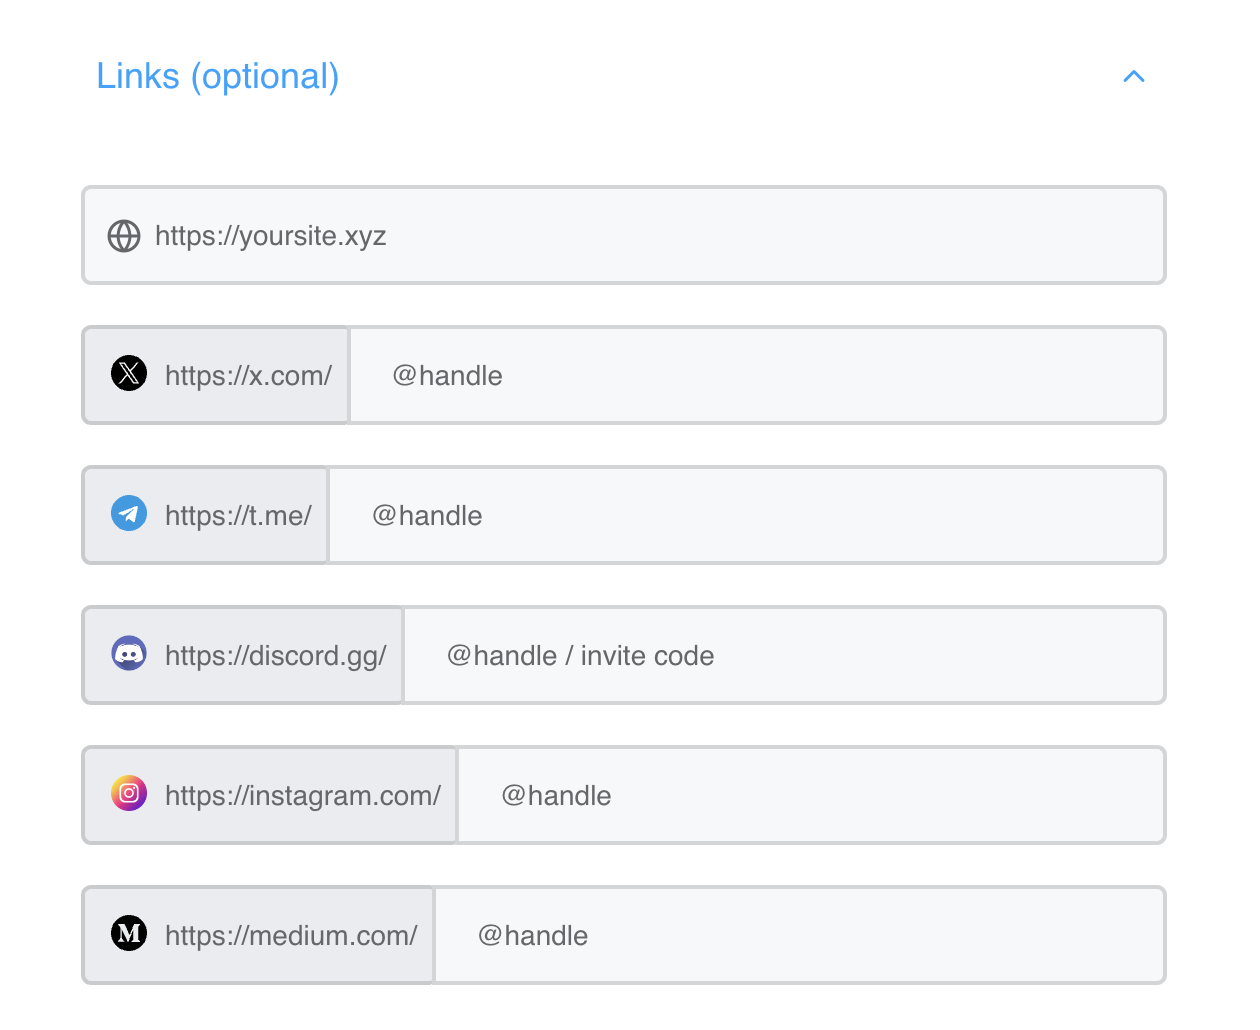 Links (optional)
https://yoursite.xyz
https://x.com/ @handle
https://t.me/ @handle
https://discord.gg/ @handle / invite code
https://instagram.com/ @handle
https://medium.com/ @handle